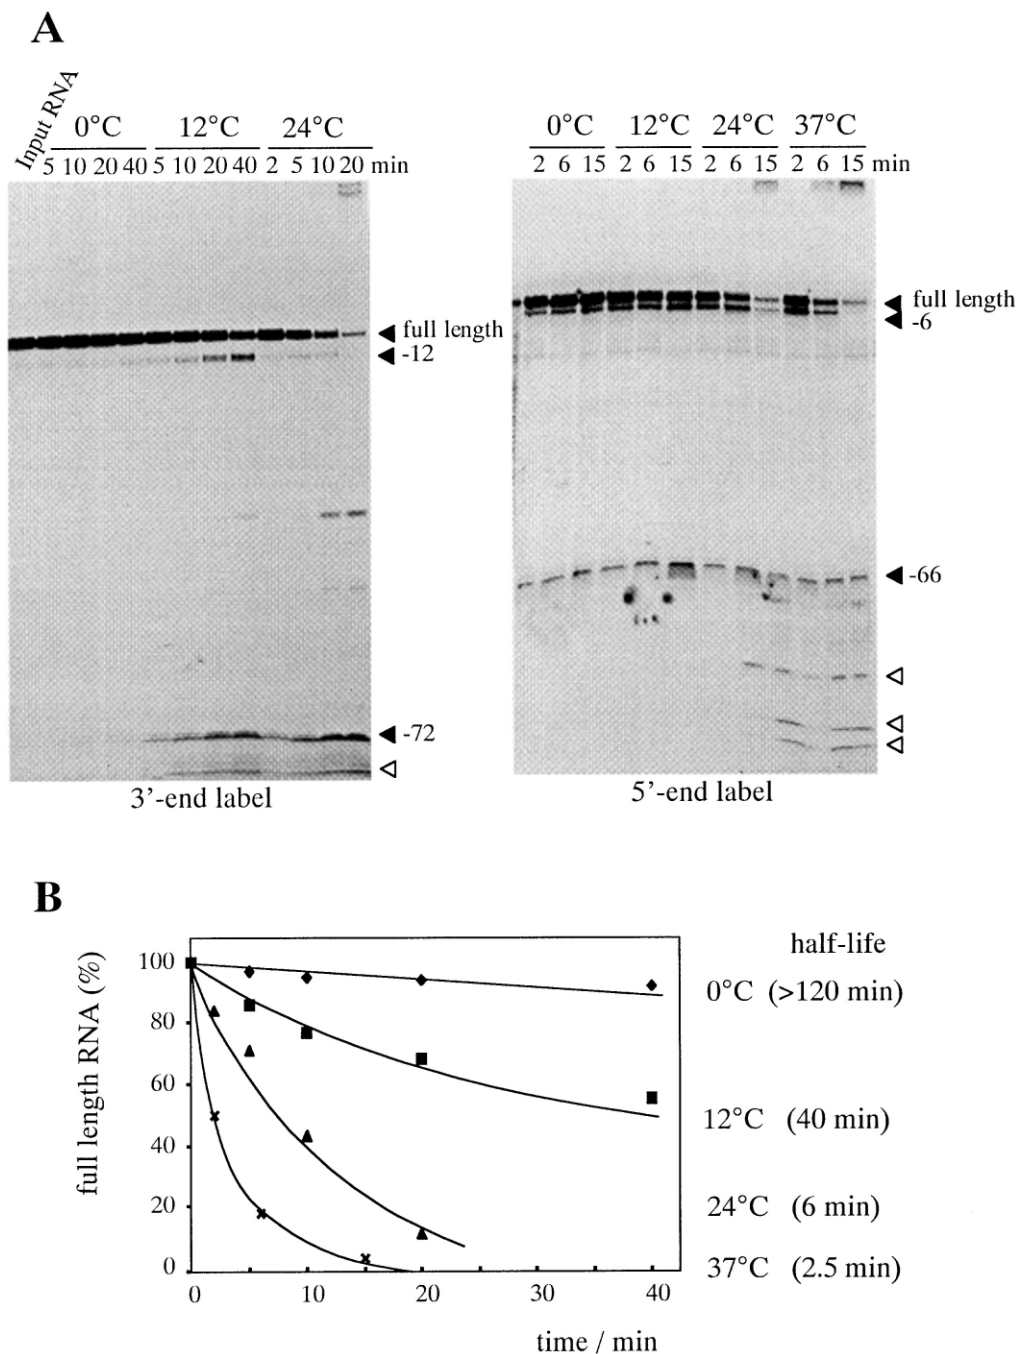 A
Input RNA
0°C 12°C 24°C
5 10 20 40 5 10 20 40 2 5 10 20 min
full length
-12
-72
3'-end label
0°C 12°C 24°C 37°C
2 6 15 2 6 15 2 6 15 2 6 15 min
full length
-6
-66
5'-end label
B
full length RNA (%)
100
80
60
40
20
0
0 10 20 30 40
time / min
half-life
0°C (>120 min)
12°C (40 min)
24°C (6 min)
37°C (2.5 min)